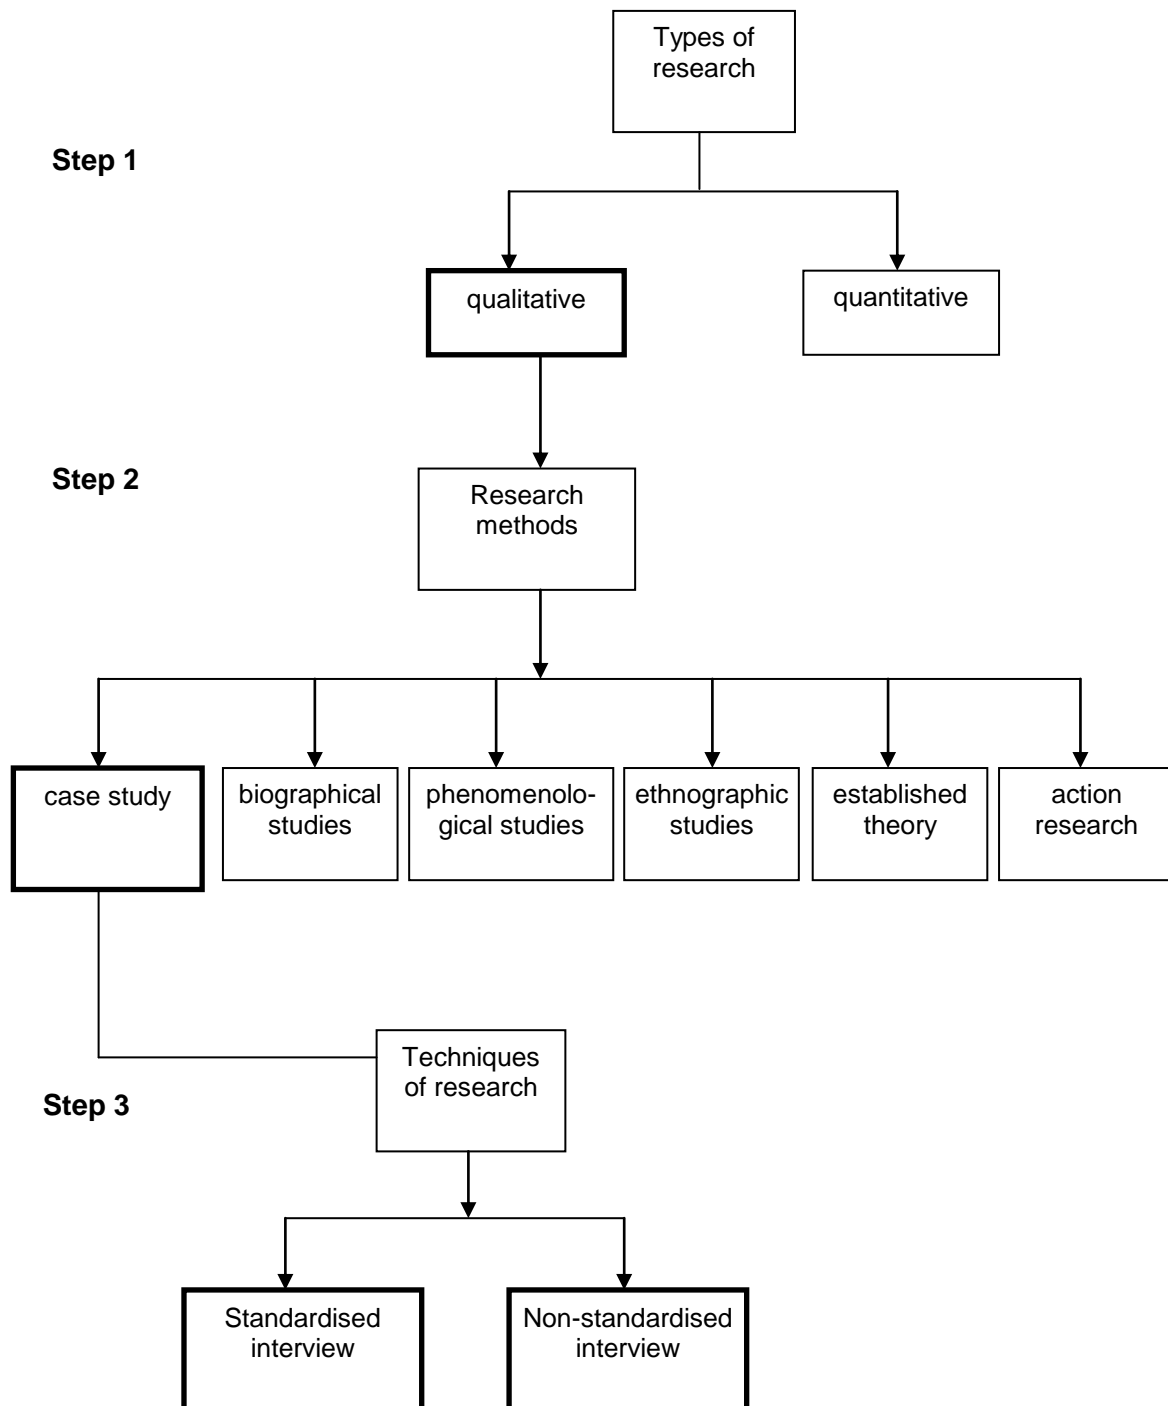 Types of
research
Step 1
qualitative
quantitative
Step 2
Research
methods
case study
biographical
studies
phenomenolo-
gical studies
ethnographic
studies
established
theory
action
research
Techniques
of research
Step 3
Standardised
interview
Non-standardised
interview